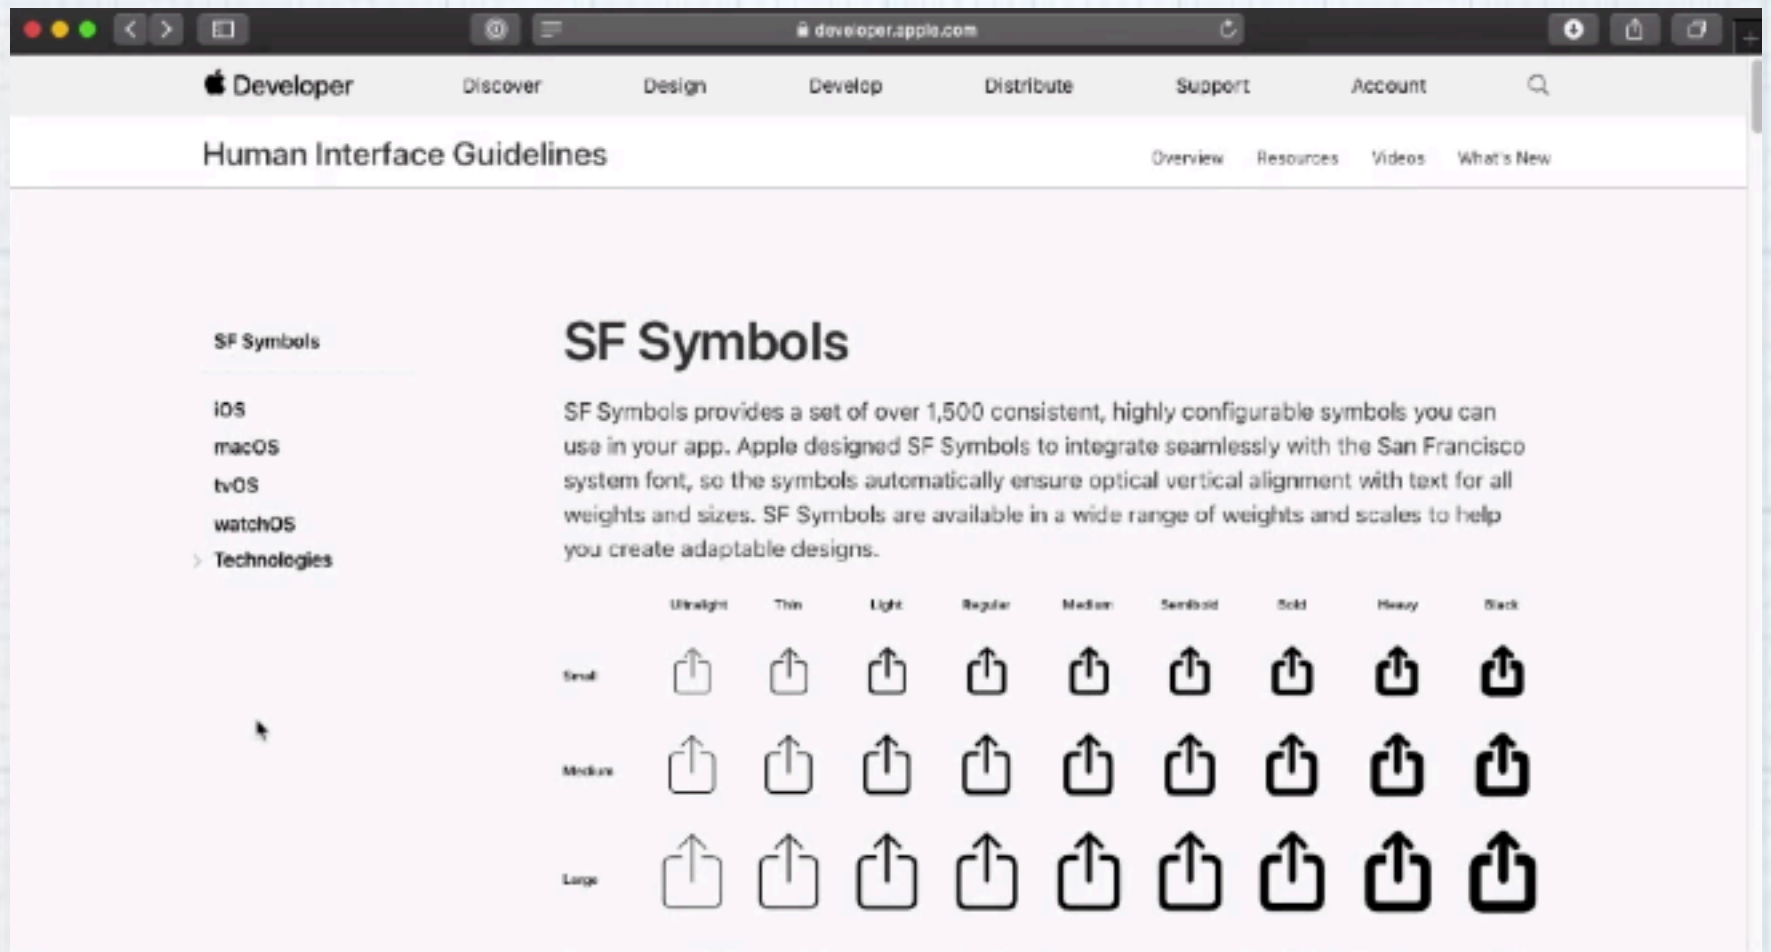 developer.apple.com
Developer Discover Design Develop Distribute Support Account
Human Interface Guidelines
Overview Resources Videos What's New
SF Symbols
iOS
macOS
tvOS
watchOS
Technologies
SF Symbols
SF Symbols provides a set of over 1,500 consistent, highly configurable symbols you can
use in your app. Apple designed SF Symbols to integrate seamlessly with the San Francisco
system font, so the symbols automatically ensure optical vertical alignment with text for all
weights and sizes. SF Symbols are available in a wide range of weights and scales to help
you create adaptable designs.
Ultralight Thin Light Regular Medium Semibold Bold Heavy Black
Small
Medium
Large